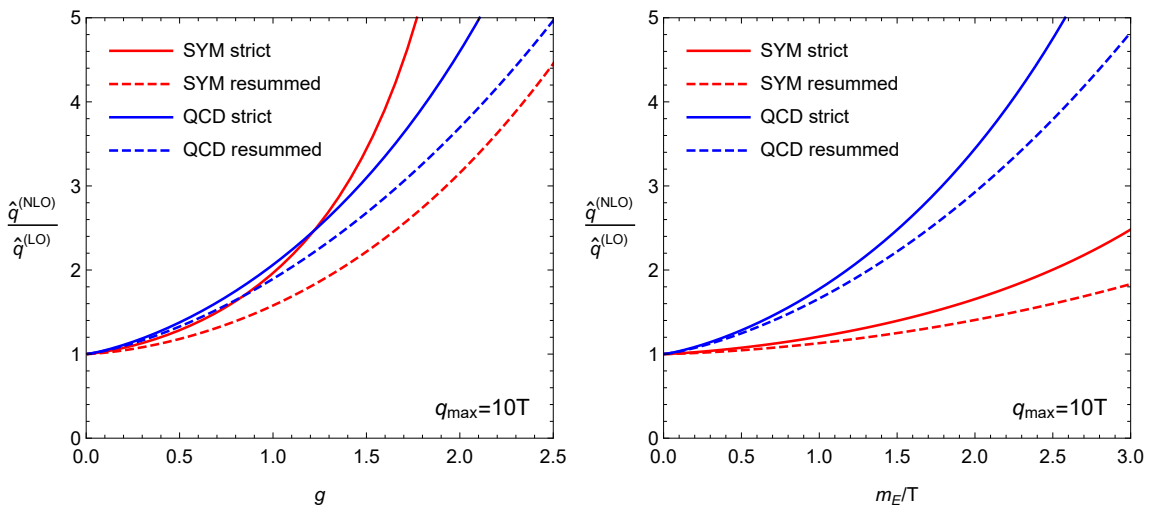 5
4
3
2
1
0
0.0 0.5 1.0 1.5 2.0 2.5
g
q̂^(NLO)
q̂^(LO)
SYM strict
SYM resummed
QCD strict
QCD resummed
q_max=10T
5
4
3
2
1
0
0.0 0.5 1.0 1.5 2.0 2.5 3.0
m_E/T
q̂^(NLO)
q̂^(LO)
SYM strict
SYM resummed
QCD strict
QCD resummed
q_max=10T